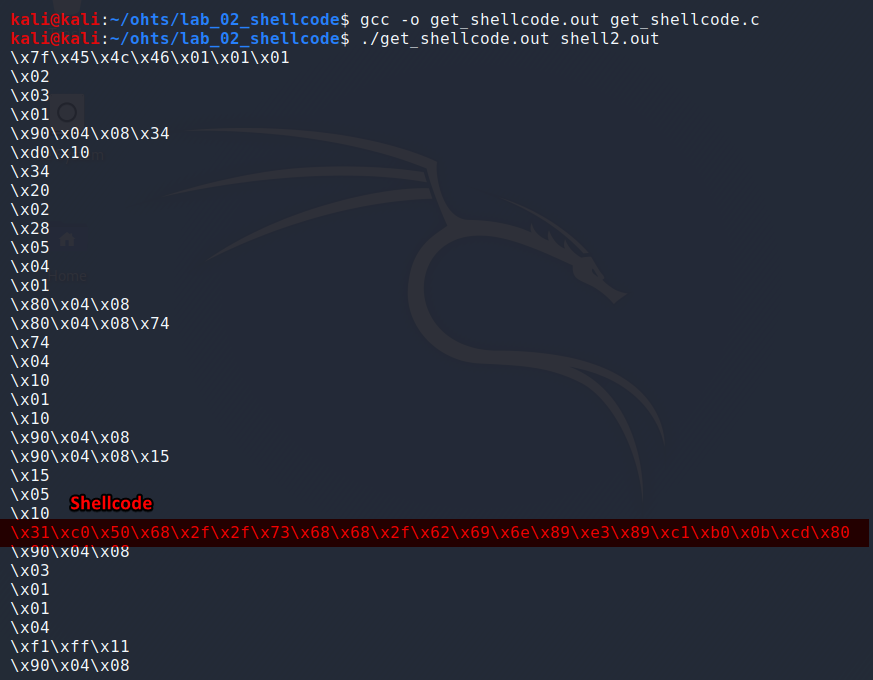 kali@kali:~/ohts/lab_02_shellcode$ gcc -o get_shellcode.out get_shellcode.c
kali@kali:~/ohts/lab_02_shellcode$ ./get_shellcode.out shell2.out
\x7f\x45\x4c\x46\x01\x01\x01
\x02
\x03
\x01
\x90\x04\x08\x34
\xd0\x10
\x34
\x20
\x02
\x28
\x05
\x04
\x01
\x80\x04\x08
\x80\x04\x08\x74
\x74
\x04
\x10
\x01
\x10
\x90\x04\x08
\x90\x04\x08\x15
\x15
\x05
Shellcode
\x10
\x31\xc0\x50\x68\x2f\x2f\x73\x68\x68\x2f\x62\x69\x6e\x89\xe3\x89\xc1\xb0\x0b\xcd\x80
\x90\x04\x08
\x03
\x01
\x01
\x04
\xf1\xff\x11
\x90\x04\x08